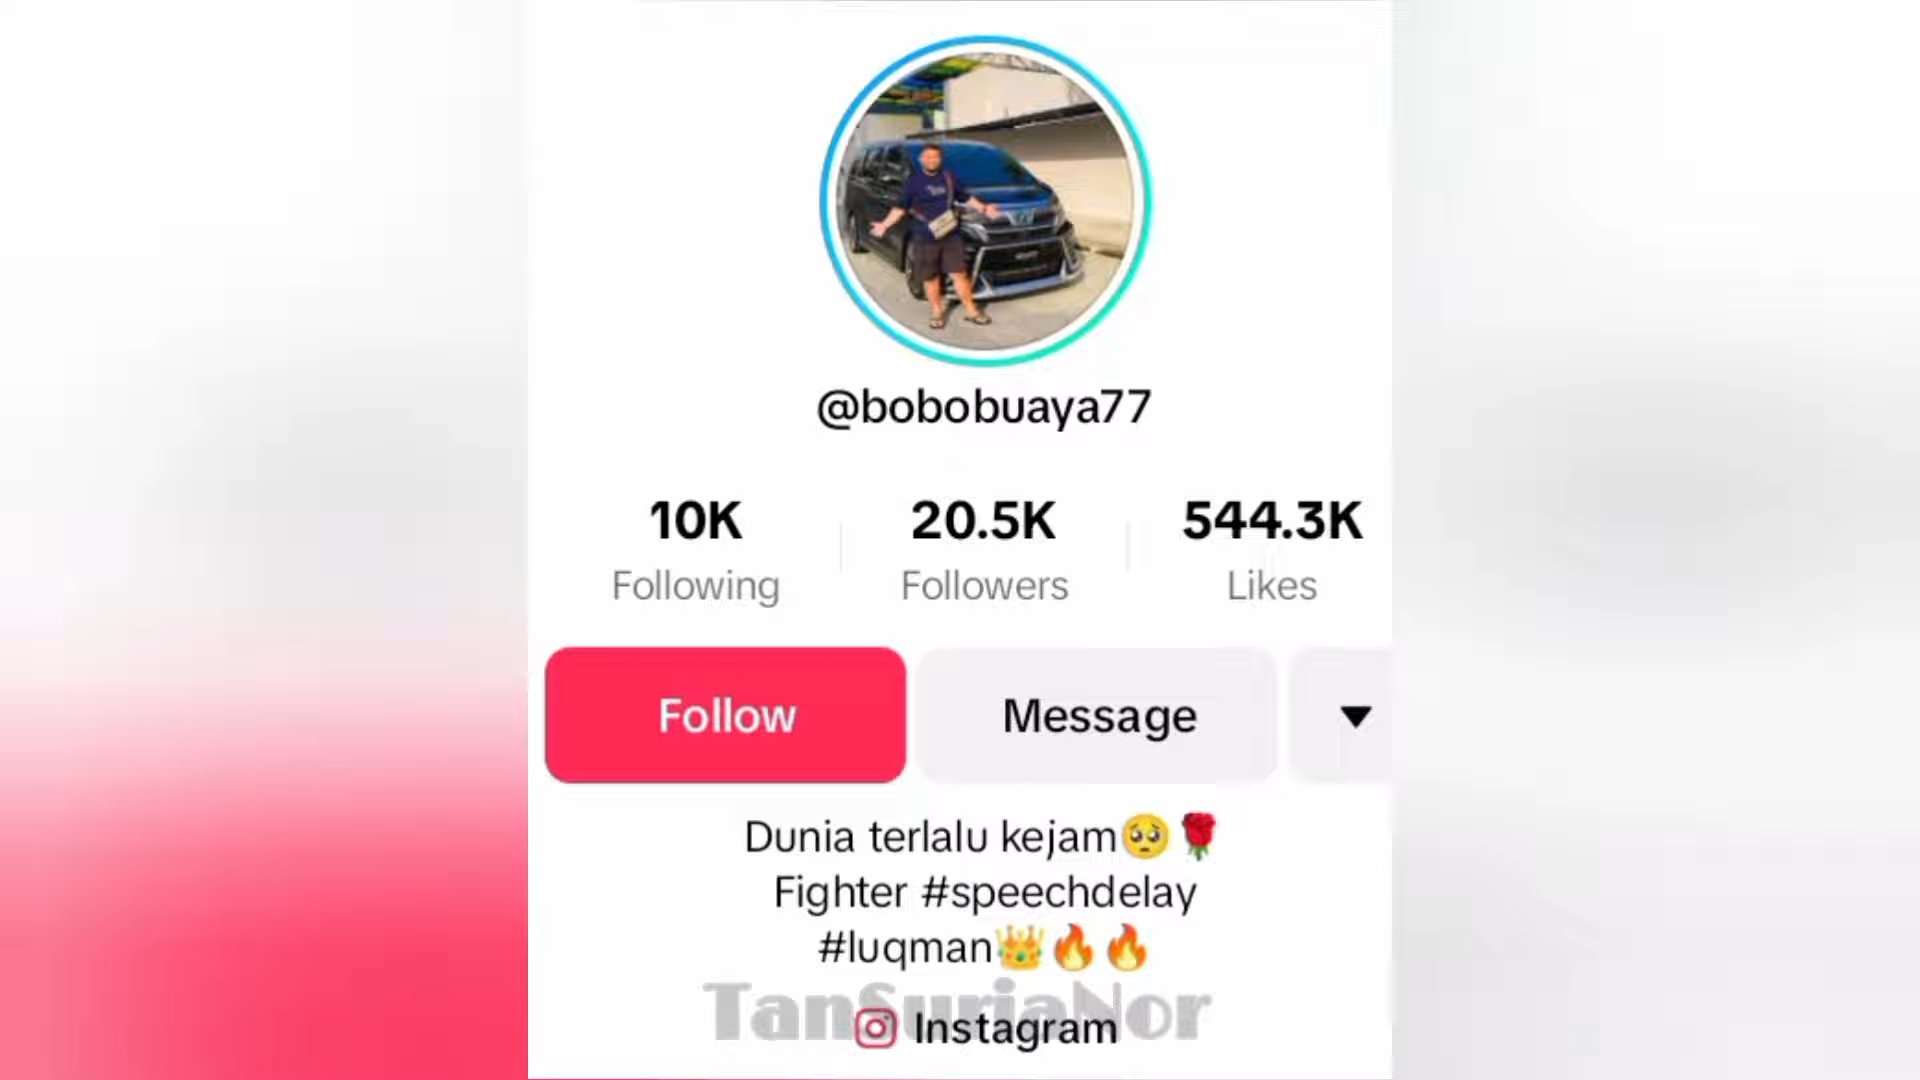 @bobobuaya77
10K
Following
20.5K
Followers
544.3K
Likes
Follow
Message
Dunia terlalu kejam🥺🌹
Fighter #speechdelay
#luqman👑🔥🔥
TanSuriaNor
Instagram